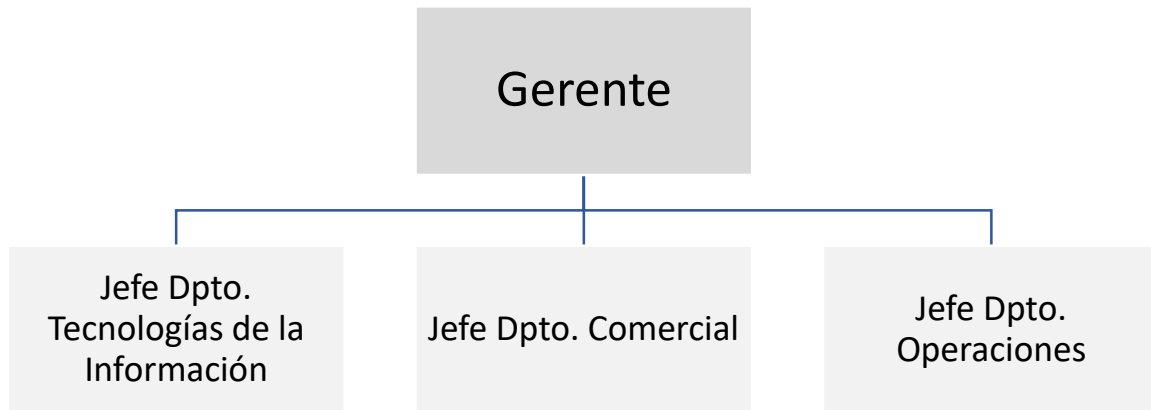 Gerente
Jefe Dpto.
Tecnologías de la
Información
Jefe Dpto. Comercial
Jefe Dpto.
Operaciones